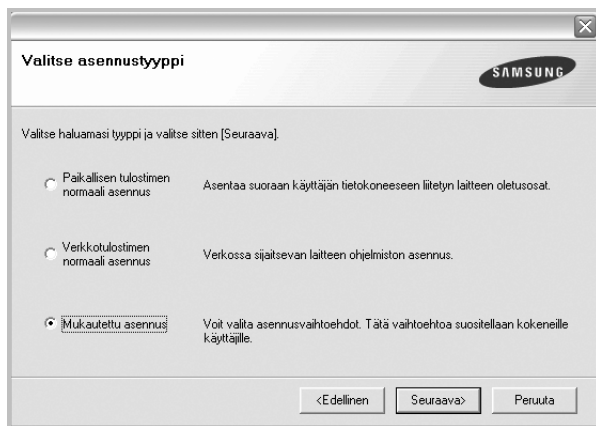 Valitse asennustyyppi
SAMSUNG
Valitse haluamasi tyyppi ja valitse sitten [Seuraava].
Paikallisen tulostimen
normaali asennus
Asentaa suoraan käyttäjän tietokoneeseen liitetyn laitteen oletusosat.
Verkkotulostimen
normaali asennus
Verkossa sijaitsevan laitteen ohjelmiston asennus.
Mukautettu asennus
Voit valita asennusvaihtoehdot. Tätä vaihtoehtoa suositellaan kokeneille
käyttäjille.
<Edellinen
Seuraava>
Peruuta